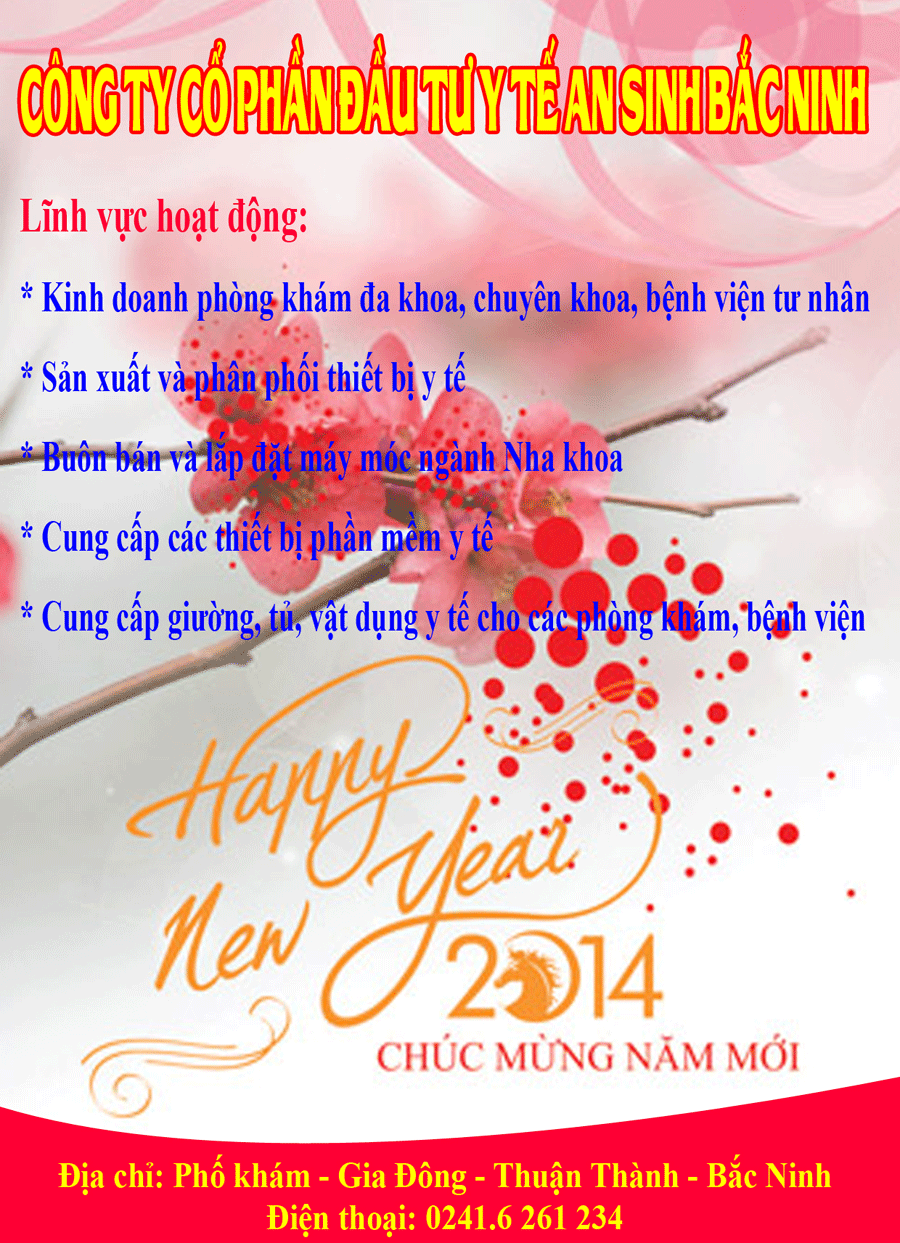 CÔNG TY CỔ PHẦN ĐẦU TƯ Y TẾ AN SINH BẮC NINH
Lĩnh vực hoạt động:
* Kinh doanh phòng khám đa khoa, chuyên khoa, bệnh viện tư nhân
* Sản xuất và phân phối thiết bị y tế
* Buôn bán và lắp đặt máy móc ngành Nha khoa
* Cung cấp các thiết bị phần mềm y tế
* Cung cấp giường, tủ, vật dụng y tế cho các phòng khám, bệnh viện
Happy
New Year
2014
CHÚC MỪNG NĂM MỚI
Địa chỉ: Phố khám - Gia Đông - Thuận Thành - Bắc Ninh
Điện thoại: 0241.6 261 234